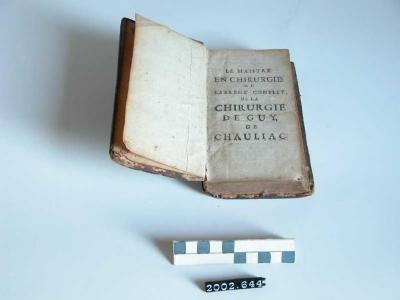 LE MAISTRE
EN CHIRURGIE
OU
L'ABREGE COMPLET,
DE LA
CHIRURGIE
DE GUY,
DE
CHAULIAC
2002.644